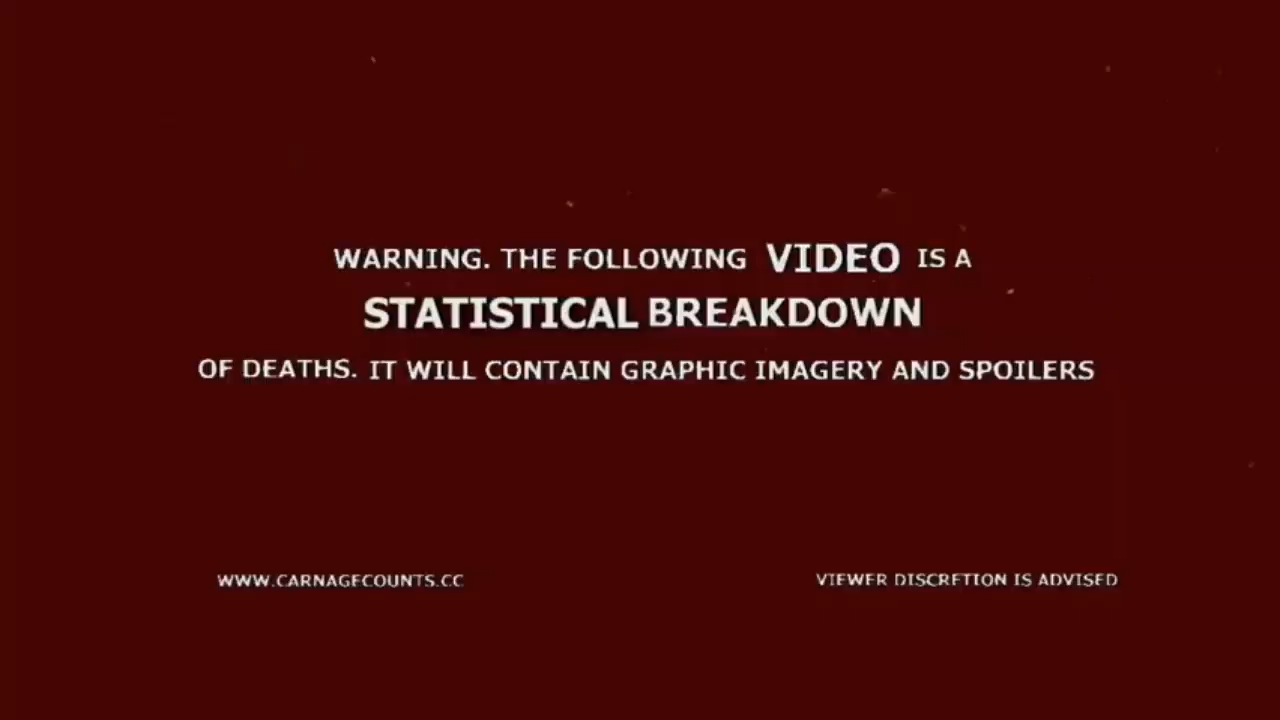 WARNING. THE FOLLOWING VIDEO IS A
STATISTICAL BREAKDOWN
OF DEATHS. IT WILL CONTAIN GRAPHIC IMAGERY AND SPOILERS
WWW.CARNAGECOUNTS.CC
VIEWER DISCRETION IS ADVISED